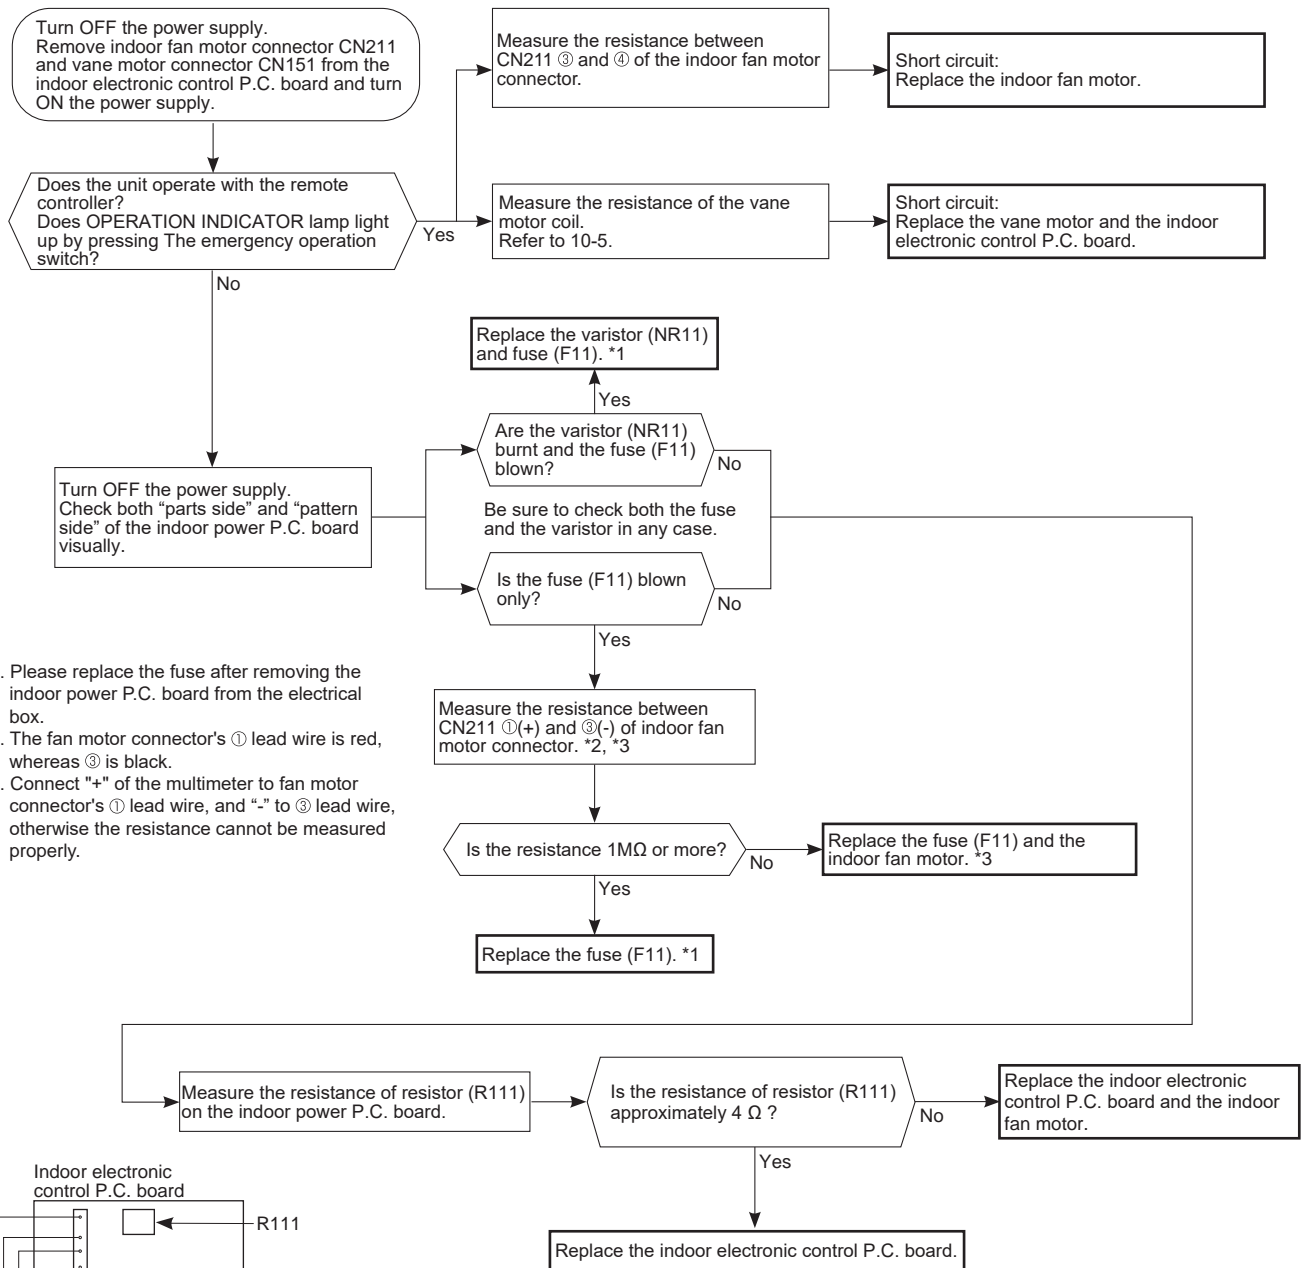 Turn OFF the power supply.
Remove indoor fan motor connector CN211
and vane motor connector CN151 from the
indoor electronic control P.C. board and turn
ON the power supply.
Measure the resistance between
CN211 ③ and ④ of the indoor fan motor
connector.
Short circuit:
Replace the indoor fan motor.
Does the unit operate with the remote
controller?
Does OPERATION INDICATOR lamp light
up by pressing The emergency operation
switch?
Yes
Measure the resistance of the vane
motor coil.
Refer to 10-5.
Short circuit:
Replace the vane motor and the indoor
electronic control P.C. board.
No
Replace the varistor (NR11)
and fuse (F11). *1
Yes
Are the varistor (NR11)
burnt and the fuse (F11)
blown?
No
Turn OFF the power supply.
Check both “parts side” and “pattern
side” of the indoor power P.C. board
visually.
Be sure to check both the fuse
and the varistor in any case.
Is the fuse (F11) blown
only?
No
Yes
. Please replace the fuse after removing the
indoor power P.C. board from the electrical
box.
. The fan motor connector's ① lead wire is red,
whereas ③ is black.
. Connect "+" of the multimeter to fan motor
connector's ① lead wire, and “-” to ③ lead wire,
otherwise the resistance cannot be measured
properly.
Measure the resistance between
CN211 ①(+) and ③(-) of indoor fan
motor connector. *2, *3
Is the resistance 1MΩ or more?
No
Replace the fuse (F11) and the
indoor fan motor. *3
Yes
Replace the fuse (F11). *1
Measure the resistance of resistor (R111)
on the indoor power P.C. board.
Is the resistance of resistor (R111)
approximately 4 Ω ?
No
Replace the indoor electronic
control P.C. board and the indoor
fan motor.
Yes
Replace the indoor electronic control P.C. board.
Indoor electronic
control P.C. board
R111